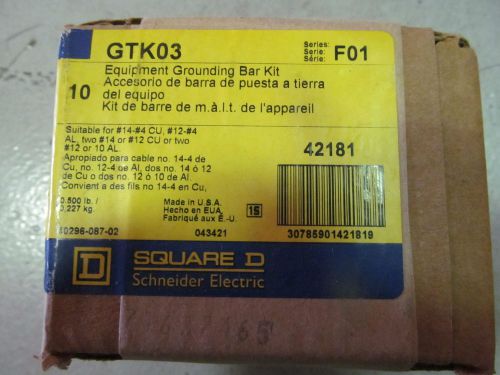 GTK03
Series:
Serie:
Série:
F01
10
Equipment Grounding Bar Kit
Accesorio de barra de puesta a tierra
del equipo
Kit de barre de m.à.l.t. de l'appareil
Suitable for #14-#4 CU, #12-#4
AL, two #14 or #12 CU or two
#12 or 10 AL.
Apropiado para cable no. 14-4 de
Cu, no. 12-4 de Al, dos no. 14 ó 12
de Cu o dos no. 12 ó 10 de Al.
Convient a des fils no 14-4 en Cu,
42181
0.500 lb. /
0,227 kg.
Made in U.S.A.
Hecho en EUA
Fabriqué aux É.-U.
15
40296-087-02
043421
30785901421819
D
SQUARE D
Schneider Electric